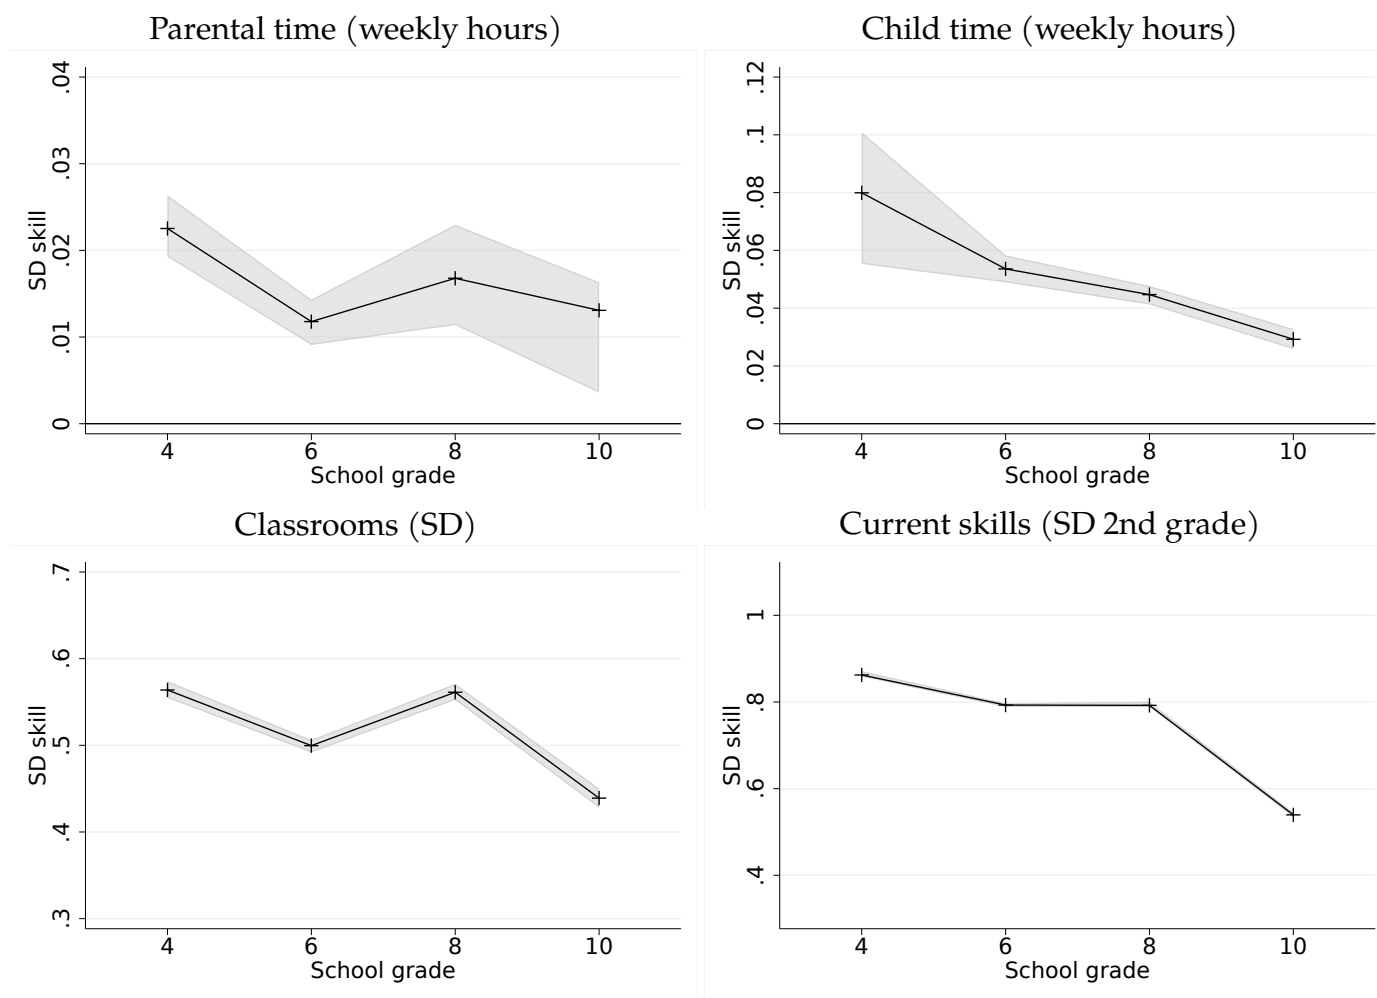 Parental time (weekly hours)
SD skill
.04
.03
.02
.01
0
4 6 8 10
School grade
Child time (weekly hours)
SD skill
.12
.1
.08
.06
.04
.02
0
4 6 8 10
School grade
Classrooms (SD)
SD skill
.7
.6
.5
.4
.3
4 6 8 10
School grade
Current skills (SD 2nd grade)
SD skill
1
.8
.6
.4
4 6 8 10
School grade